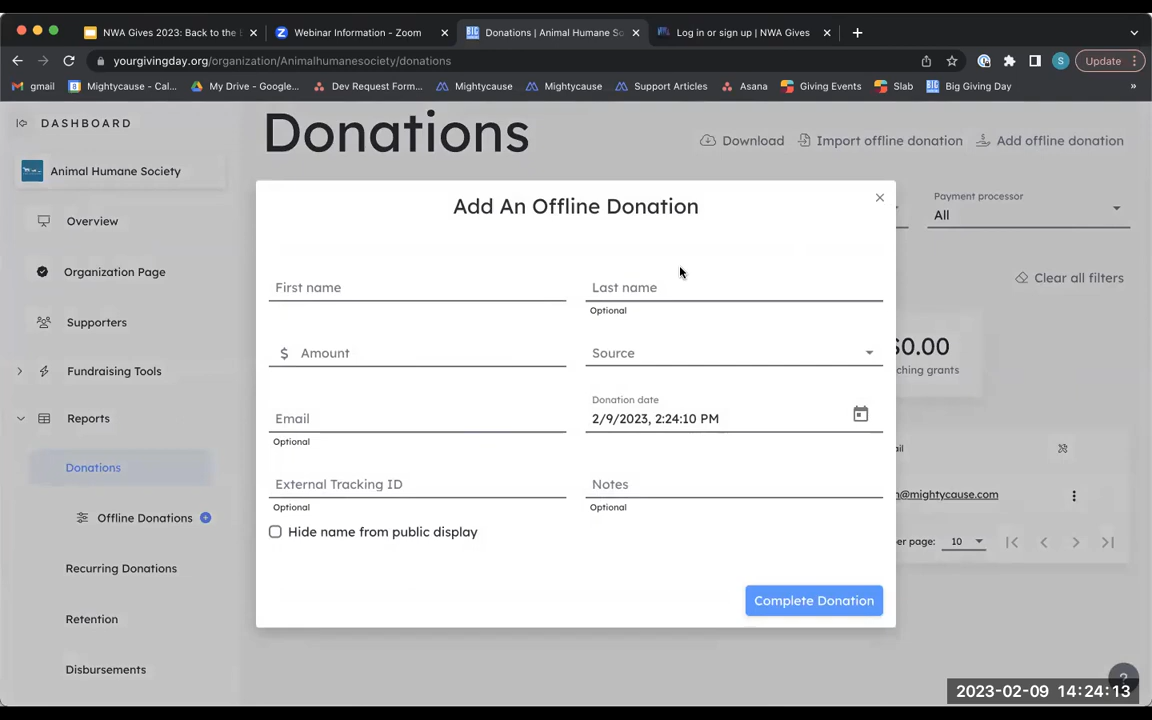 NWA Gives 2023: Back to the
Webinar Information - Zoom
Donations | Animal Humane So
Log in or sign up | NWA Gives
yourgivingday.org/organization/Animalhumanesociety/donations
S
Update
gmail
Mightycause - Cal...
My Drive - Google...
Dev Request Form...
Mightycause
Mightycause
Support Articles
Asana
Giving Events
Slab
Big Giving Day
»
DASHBOARD
Donations
Download
Import offline donation
Add offline donation
Animal Humane Society
Payment processor
All
Add An Offline Donation
Overview
Organization Page
Clear all filters
First name
Last name
Optional
Supporters
$0.00
ching grants
$ Amount
Source
Fundraising Tools
Donation date
2/9/2023, 2:24:10 PM
Reports
Email
Optional
ail
Donations
External Tracking ID
Notes
Optional
Optional
n@mightycause.com
Offline Donations
Hide name from public display
er page: 10
Recurring Donations
Complete Donation
Retention
Disbursements
?
2023-02-09 14:24:13